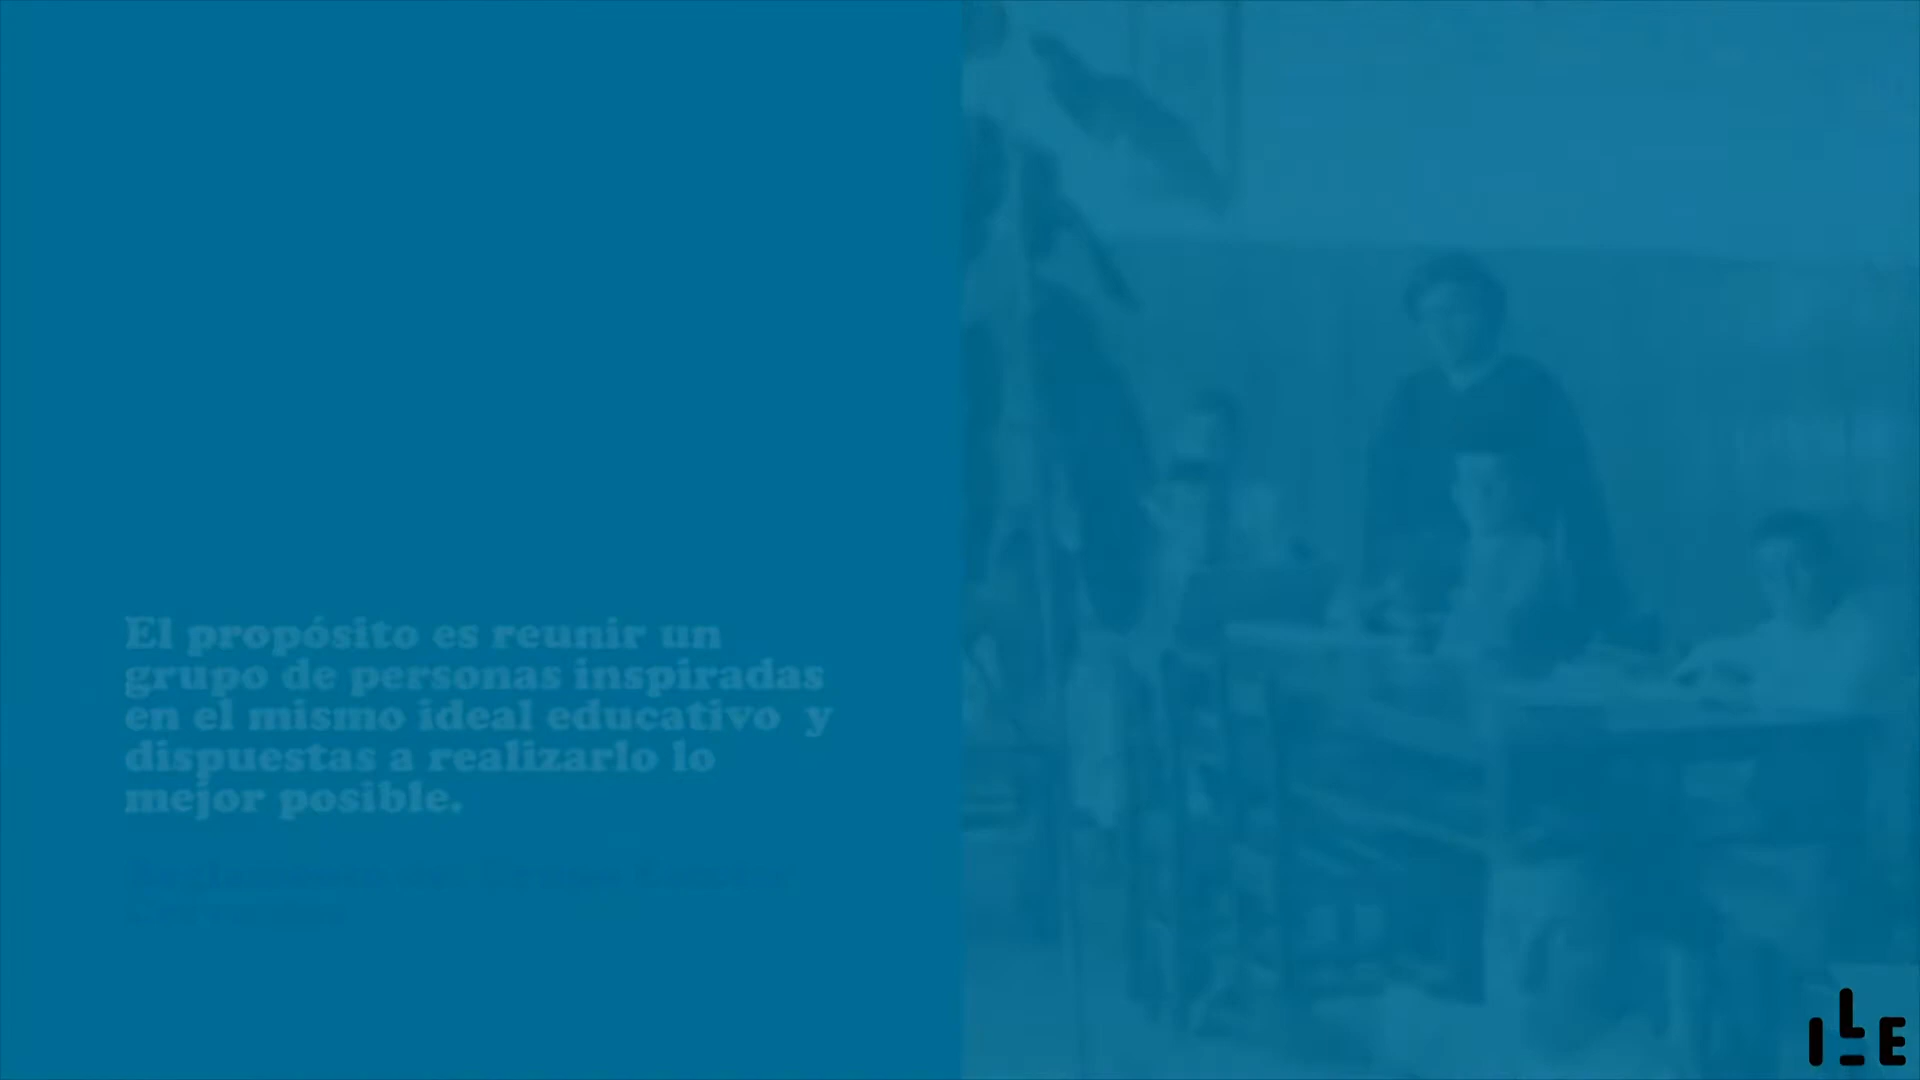 El propósito es reunir un
grupo de personas inspiradas
en el mismo ideal educativo y
dispuestas a realizarlo lo
mejor posible.
ILE